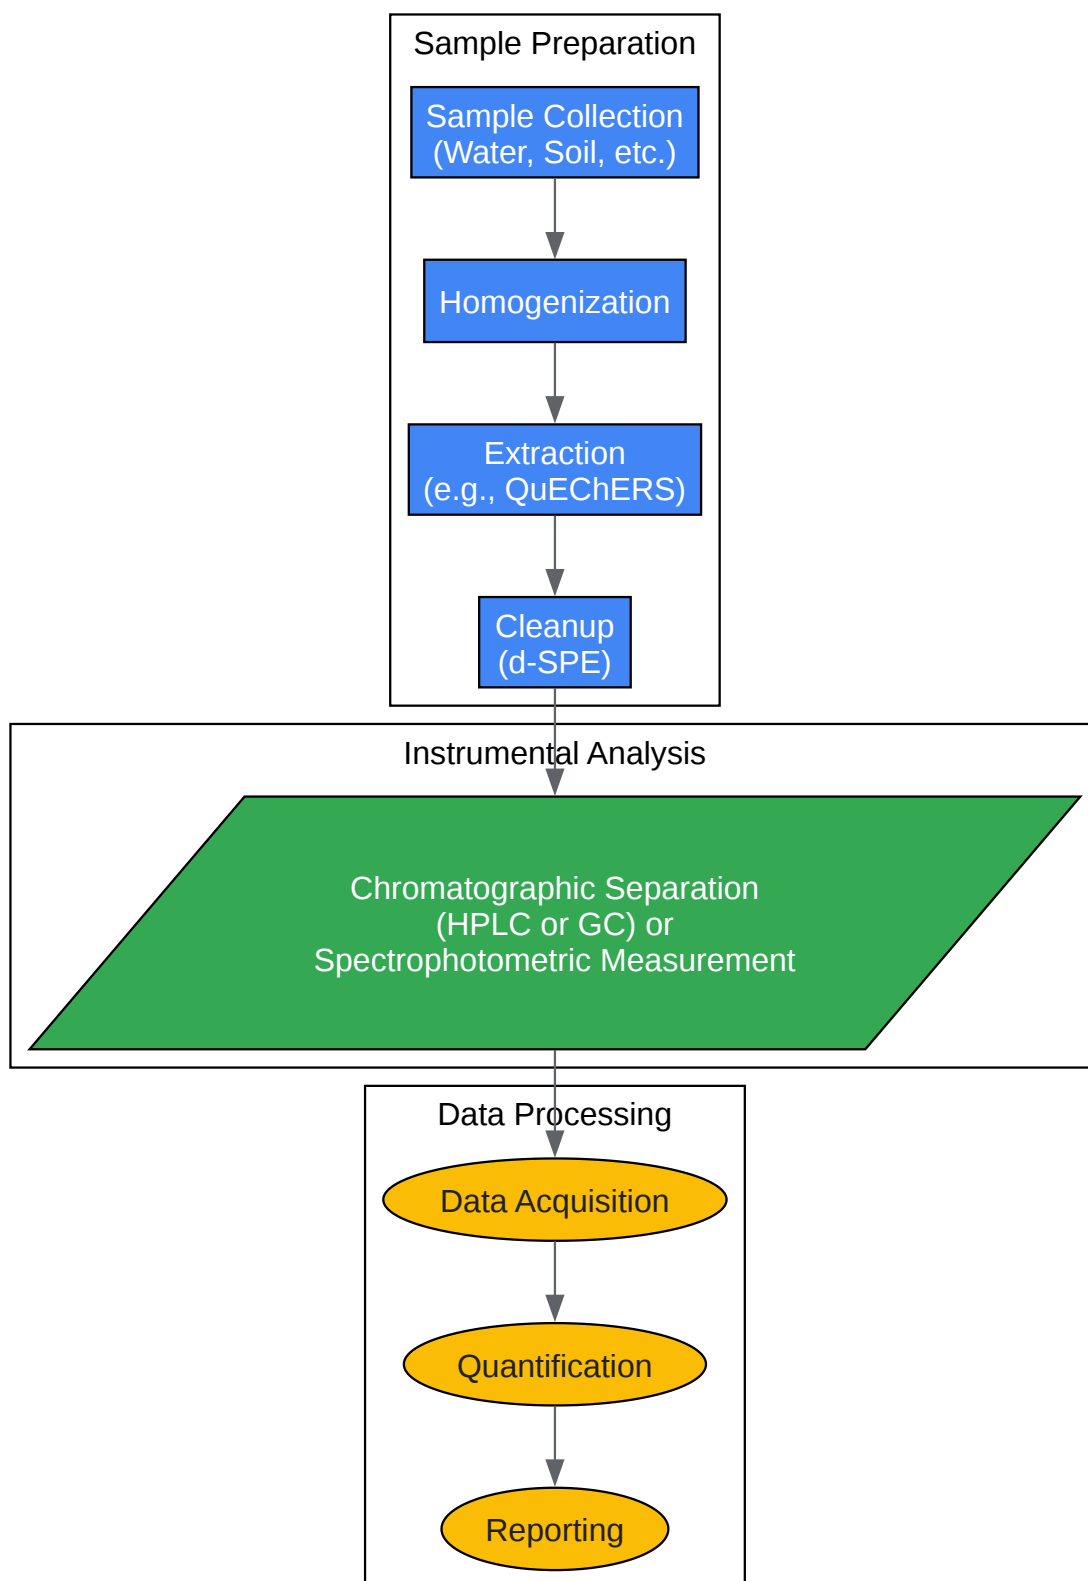 Sample Preparation
Sample Collection
(Water, Soil, etc.)
Homogenization
Extraction
(e.g., QuEChERS)
Cleanup
(d-SPE)
Instrumental Analysis
Chromatographic Separation
(HPLC or GC) or
Spectrophotometric Measurement
Data Processing
Data Acquisition
Quantification
Reporting